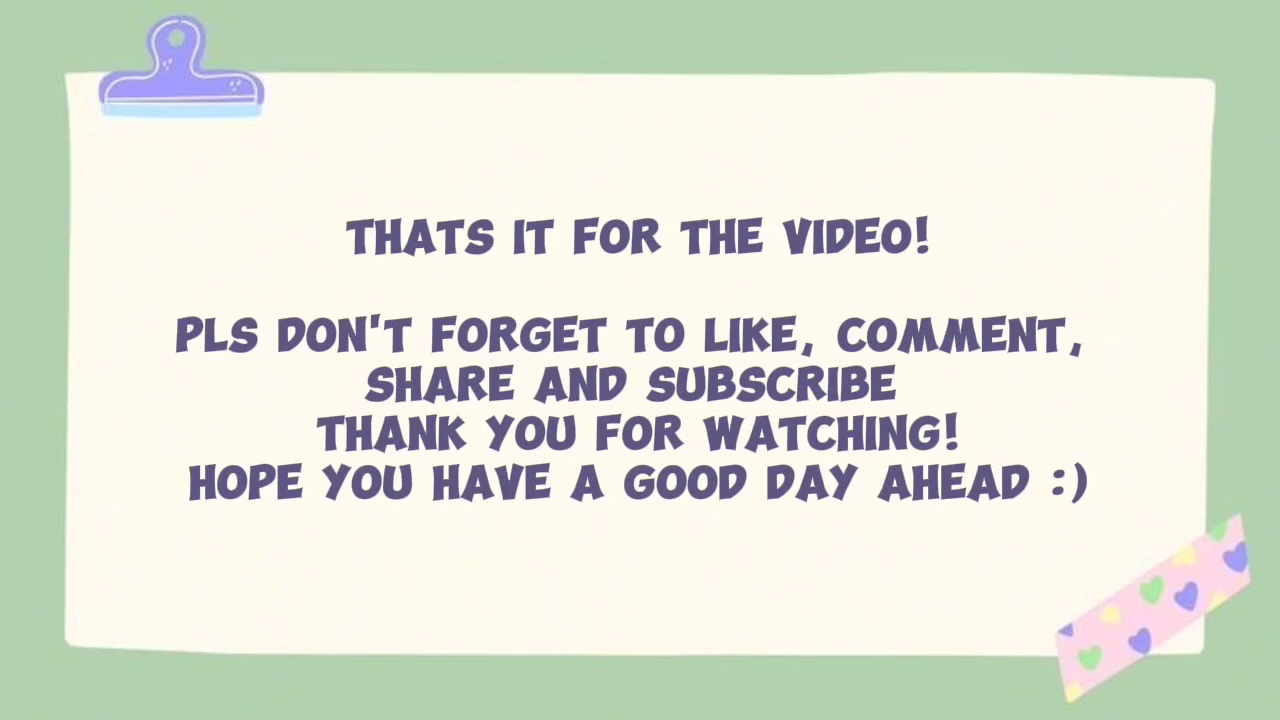 THATS IT FOR THE VIDEO!
PLS DON'T FORGET TO LIKE, COMMENT,
SHARE AND SUBSCRIBE
THANK YOU FOR WATCHING!
HOPE YOU HAVE A GOOD DAY AHEAD :)